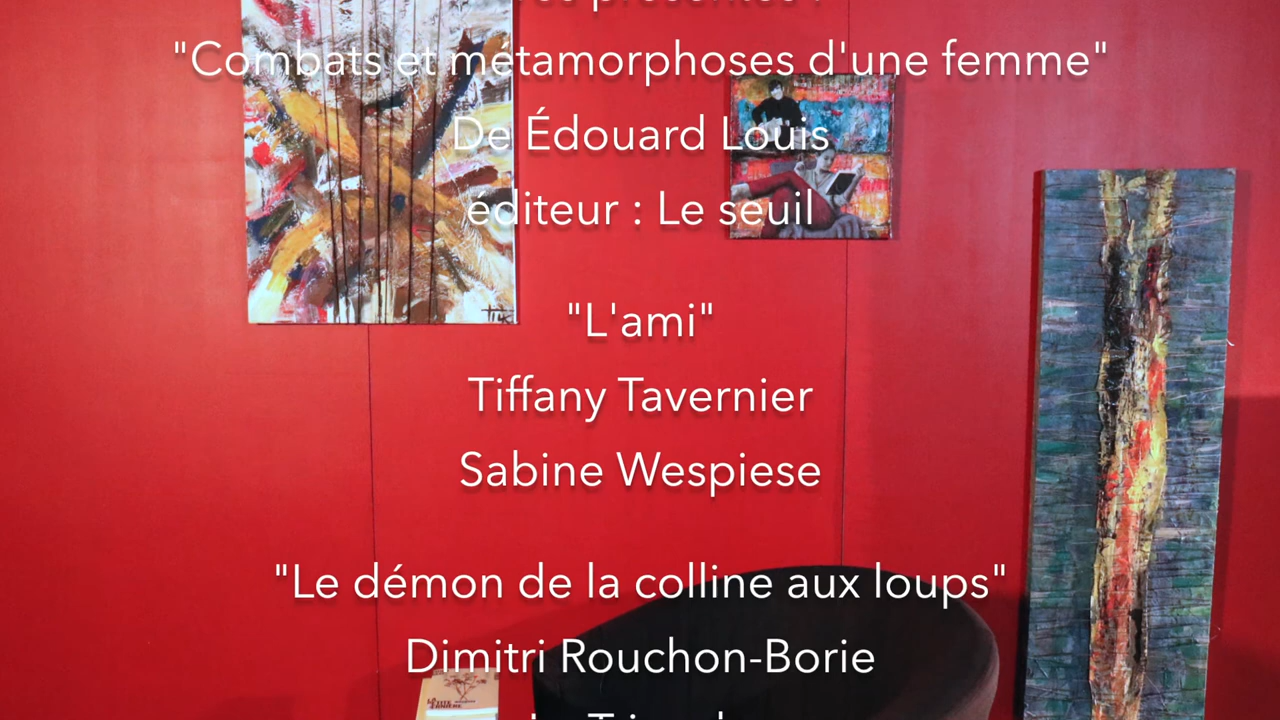 "Combats et métamorphoses d'une femme"
De Édouard Louis
éditeur : Le seuil
"L'ami"
Tiffany Tavernier
Sabine Wespiese
"Le démon de la colline aux loups"
Dimitri Rouchon-Borie